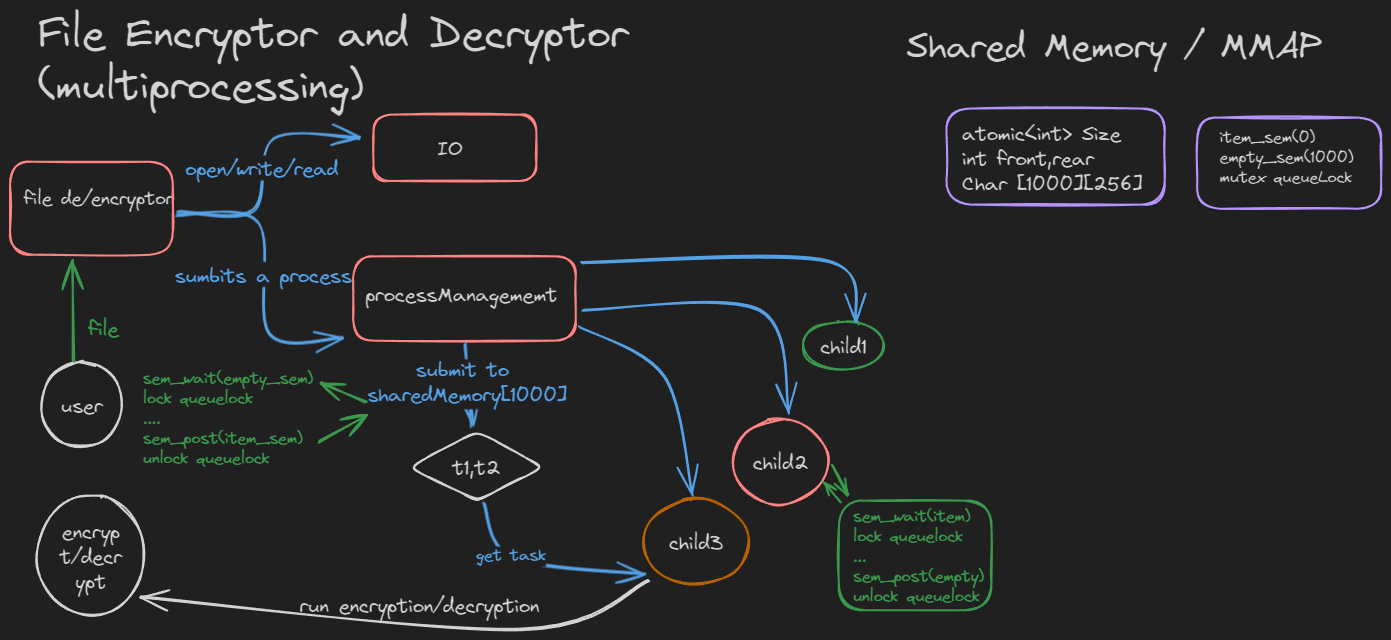 File Encryptor and Decryptor
(multiprocessing)
Shared Memory / MMAP
IO
atomic<int> Size
int front,rear
Char [1000][256]
item_sem(0)
empty_sem(1000)
mutex queueLock
open/write/read
file de/encryptor
sumbits a process
processManagememt
file
child1
submit to
sharedMemory[1000]
user
sem_wait(empty_sem)
lock queuelock
....
sem_post(item_sem)
unlock queuelock
t1,t2
child2
encryp
t/decr
ypt
get task
child3
sem_wait(item)
lock queuelock
...
sem_post(empty)
unlock queuelock
run encryption/decryption